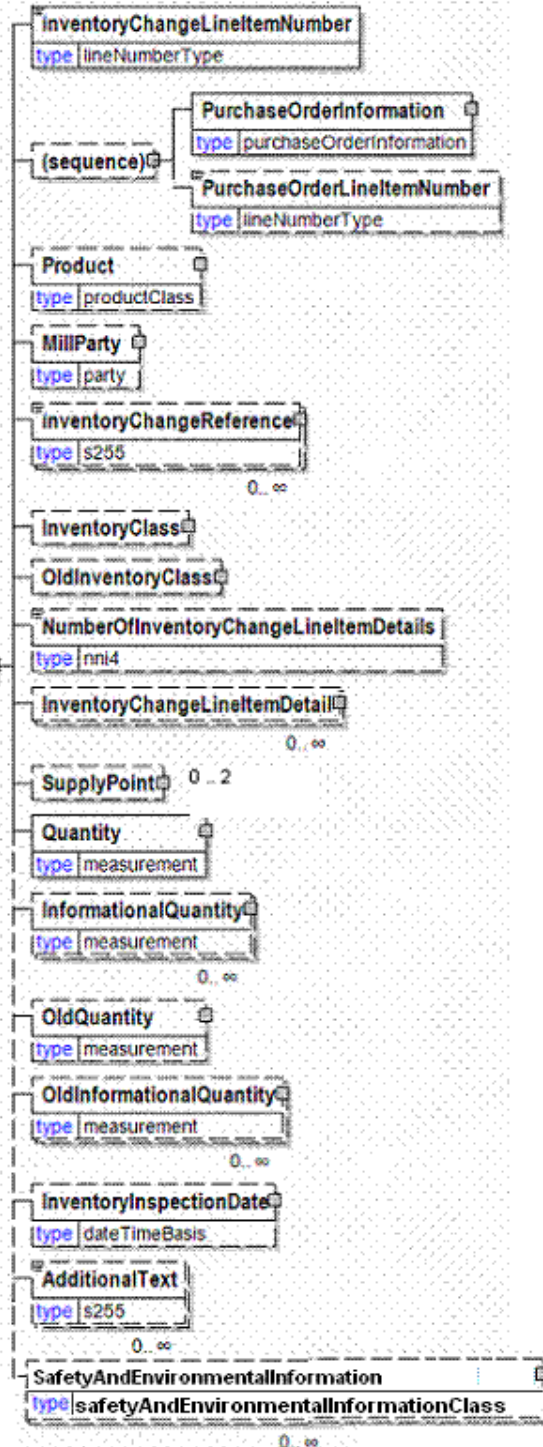 InventoryChangeLineItemNumber
type lineNumberType
PurchaseOrderInformation
type purchaseOrderInformation
(sequence)
PurchaseOrderLineItemNumber
type lineNumberType
Product
type productClass
MillParty
type party
InventoryChangeReference
type s255
0.. ∞
InventoryClass
OldInventoryClass
NumberOfInventoryChangeLineItemDetails
type nni4
InventoryChangeLineItemDetail
0.. ∞
SupplyPoint 0 .. 2
Quantity
type measurement
InformationalQuantity
type measurement
0.. ∞
OldQuantity
type measurement
OldInformationalQuantity
type measurement
0.. ∞
InventoryInspectionDate
type dateTimeBasis
AdditionalText
type s255
0.. ∞
SafetyAndEnvironmentalInformation
type safetyAndEnvironmentalInformationClass
0.. ∞